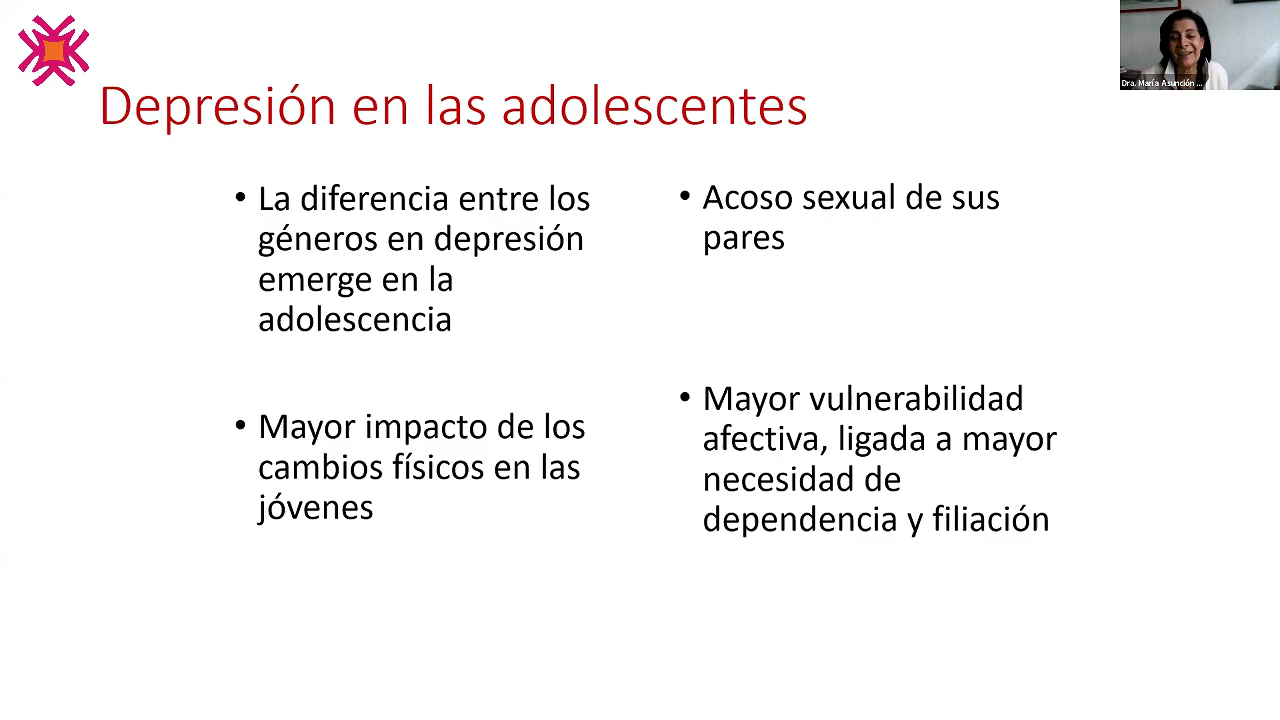 Depresión en las adolescentes
• La diferencia entre los
géneros en depresión
emerge en la
adolescencia
• Mayor impacto de los
cambios físicos en las
jóvenes
• Acoso sexual de sus
pares
• Mayor vulnerabilidad
afectiva, ligada a mayor
necesidad de
dependencia y filiación
Dra. María Asunción ...